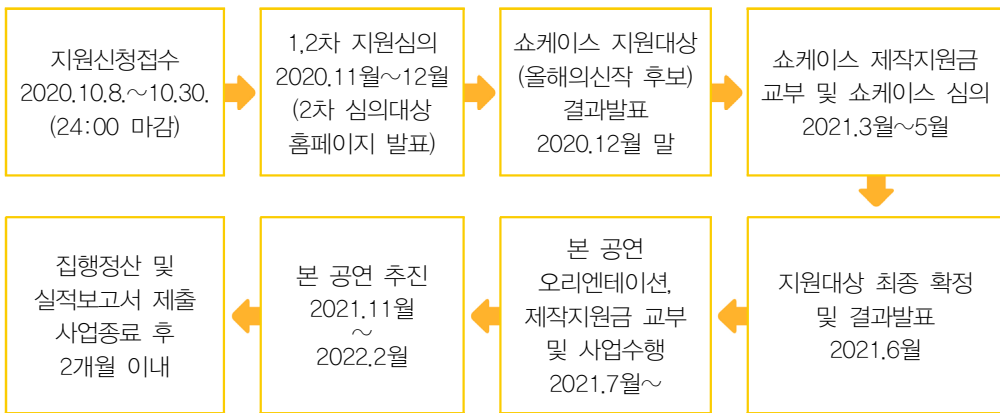 지원신청접수
2020.10.8.～10.30.
(24:00 마감)
1,2차 지원심의
2020.11월～12월
(2차 심의대상
홈페이지 발표)
쇼케이스 지원대상
(올해의신작 후보)
결과발표
2020.12월 말
쇼케이스 제작지원금
교부 및 쇼케이스 심의
2021.3월～5월
지원대상 최종 확정
및 결과발표
2021.6월
본 공연
오리엔테이션,
제작지원금 교부
및 사업수행
2021.7월～
본 공연 추진
2021.11월
～
2022.2월
집행정산 및
실적보고서 제출
사업종료 후
2개월 이내